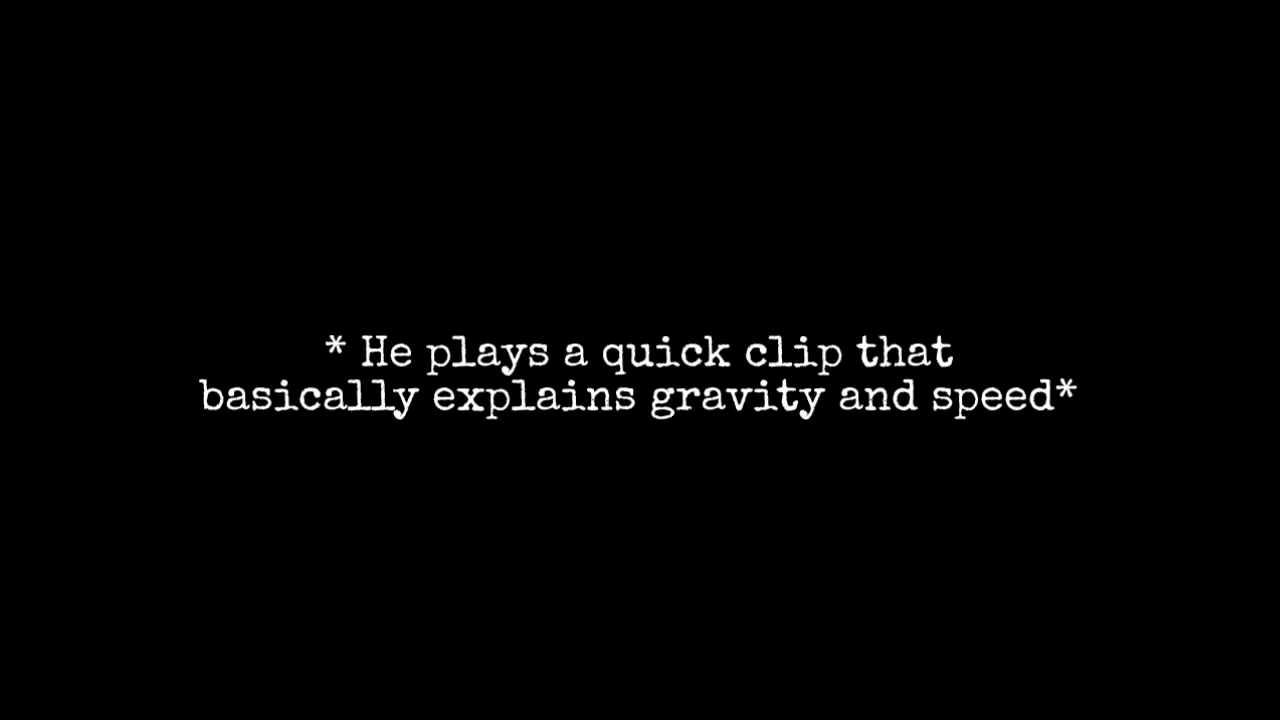 * He plays a quick clip that
basically explains gravity and speed*